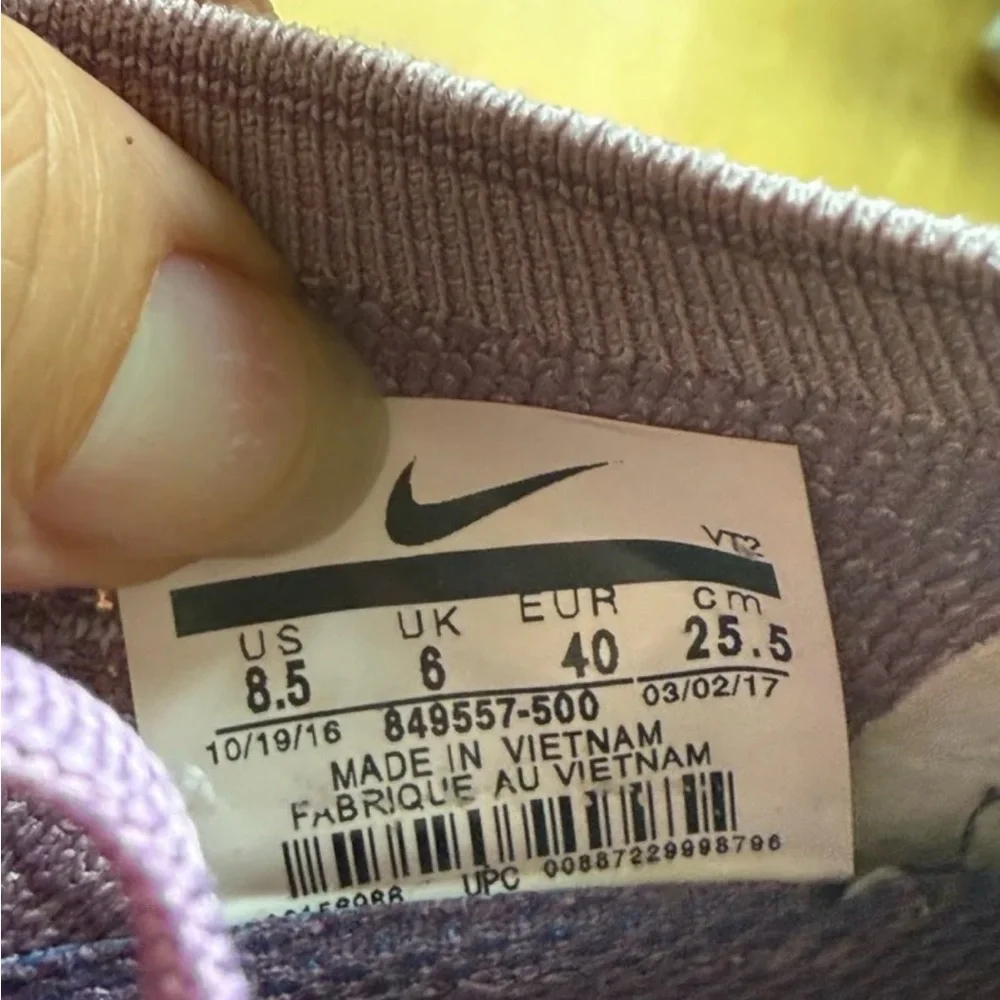 VT2
US UK EUR cm
8.5 6 40 25.5
10/19/16 849557-500 03/02/17
MADE IN VIETNAM
FABRIQUE AU VIETNAM
UPC 00887229998796